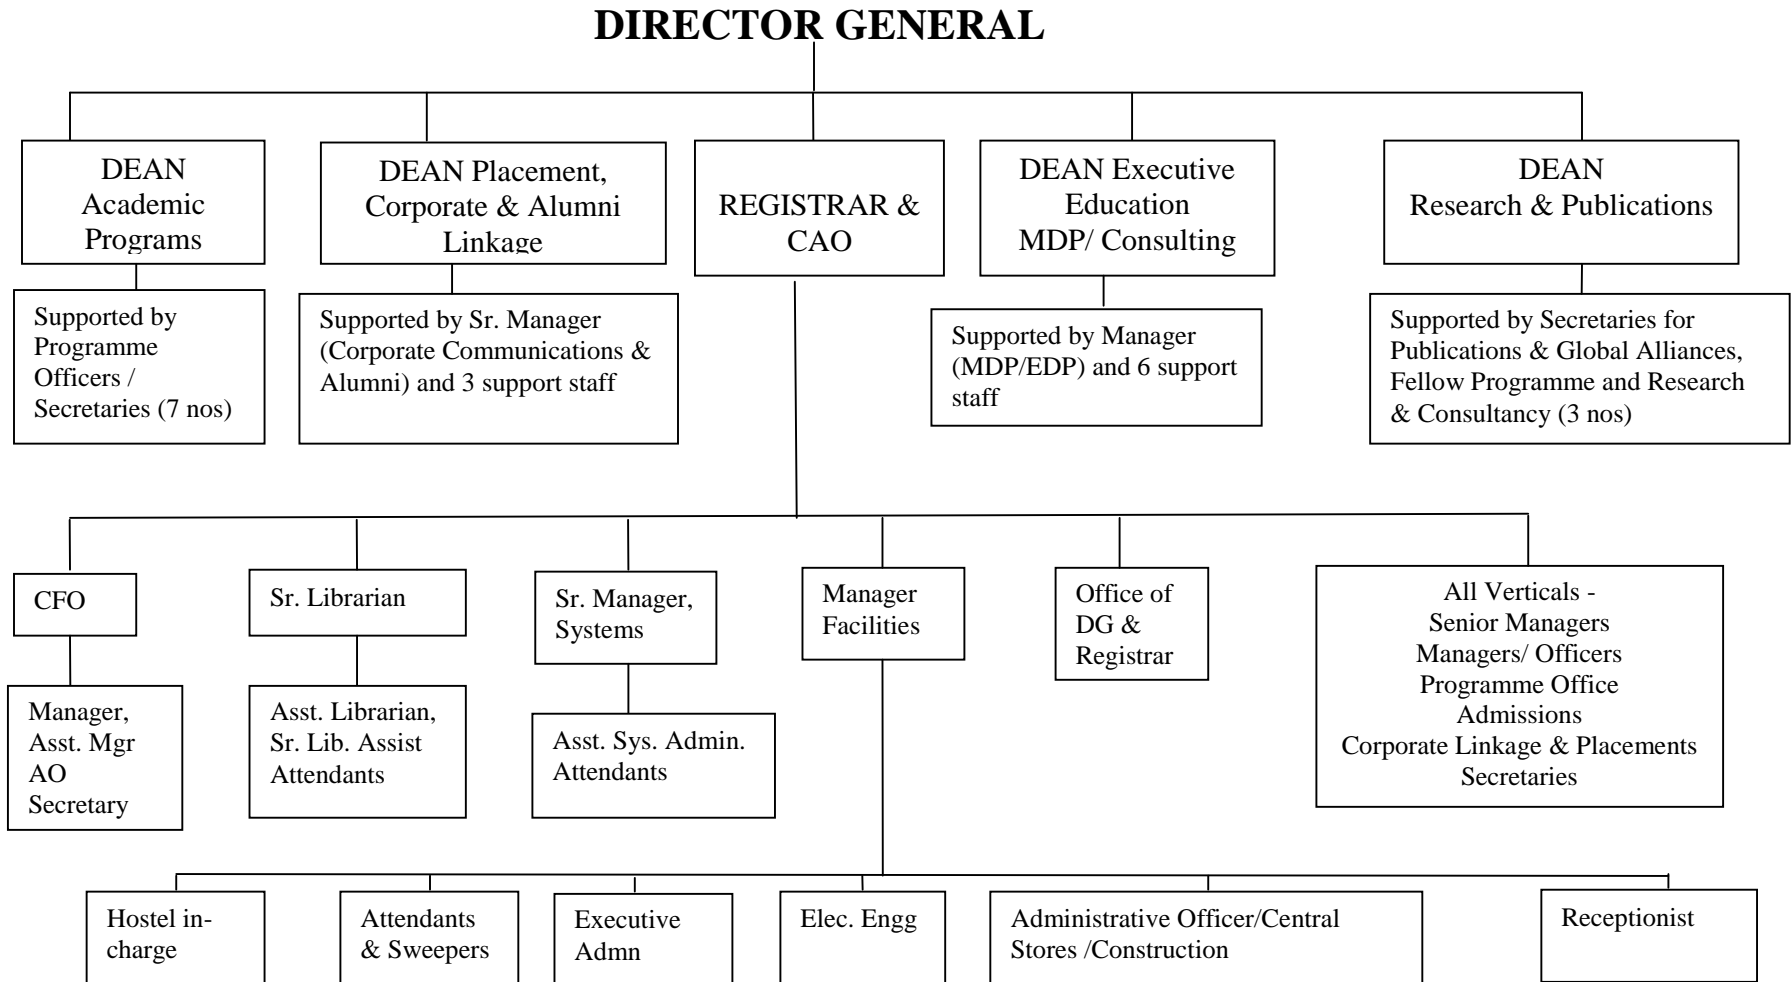 DIRECTOR GENERAL
DEAN
Academic
Programs
DEAN Placement,
Corporate & Alumni
Linkage
REGISTRAR &
CAO
DEAN Executive
Education
MDP/ Consulting
DEAN
Research & Publications
Supported by
Programme
Officers /
Secretaries (7 nos)
Supported by Sr. Manager
(Corporate Communications &
Alumni) and 3 support staff
Supported by Manager
(MDP/EDP) and 6 support
staff
Supported by Secretaries for
Publications & Global Alliances,
Fellow Programme and Research
& Consultancy (3 nos)
CFO
Sr. Librarian
Sr. Manager,
Systems
Manager
Facilities
Office of
DG &
Registrar
All Verticals -
Senior Managers
Managers/ Officers
Programme Office
Admissions
Corporate Linkage & Placements
Secretaries
Manager,
Asst. Mgr
AO
Secretary
Asst. Librarian,
Sr. Lib. Assist
Attendants
Asst. Sys. Admin.
Attendants
Hostel in-
charge
Attendants
& Sweepers
Executive
Admn
Elec. Engg
Administrative Officer/Central
Stores /Construction
Receptionist